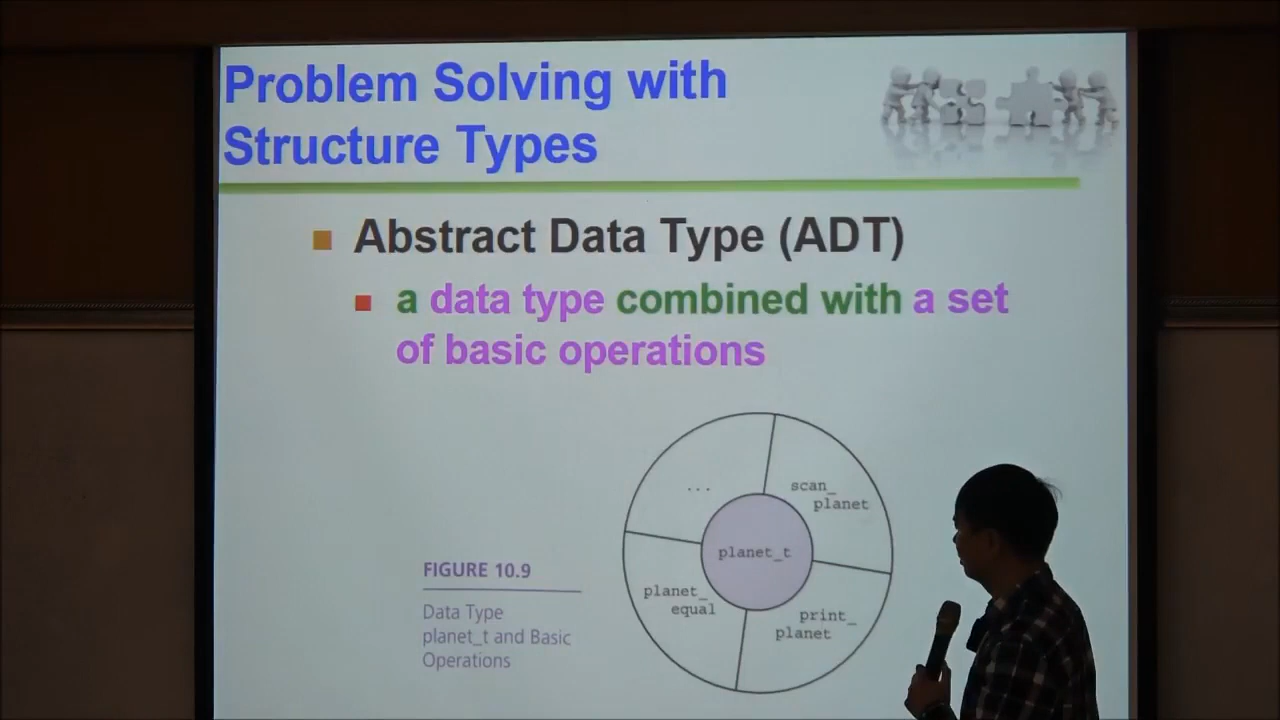 Problem Solving with
Structure Types
Abstract Data Type (ADT)
a data type combined with a set
of basic operations
...
scan_
planet
planet_t
planet_
equal
print_
planet
FIGURE 10.9
Data Type
planet_t and Basic
Operations